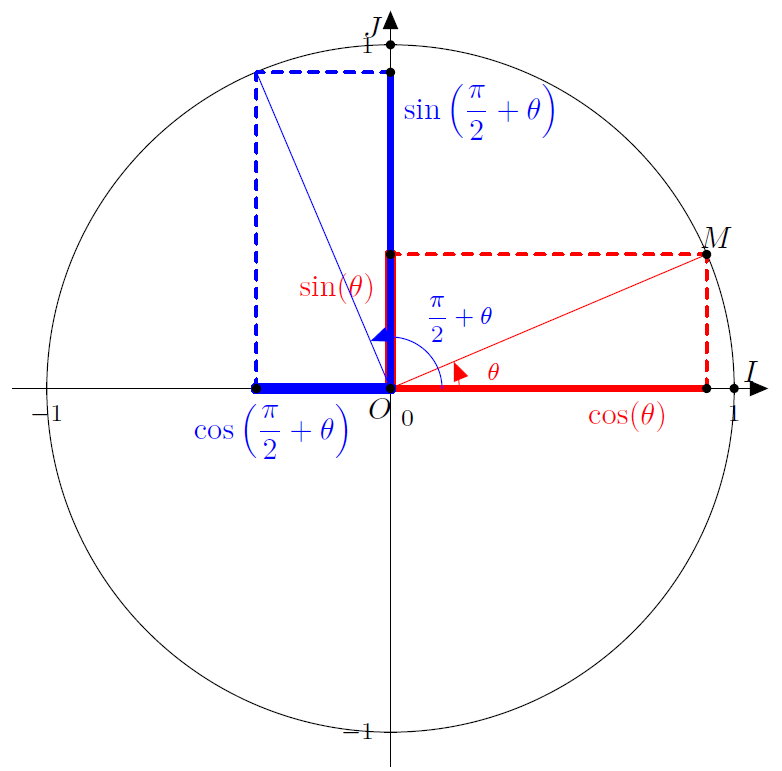 J
1
sin(π/2 + θ)
M
sin(θ)
π/2 + θ
θ
I
−1
O
0
1
cos(π/2 + θ)
cos(θ)
−1